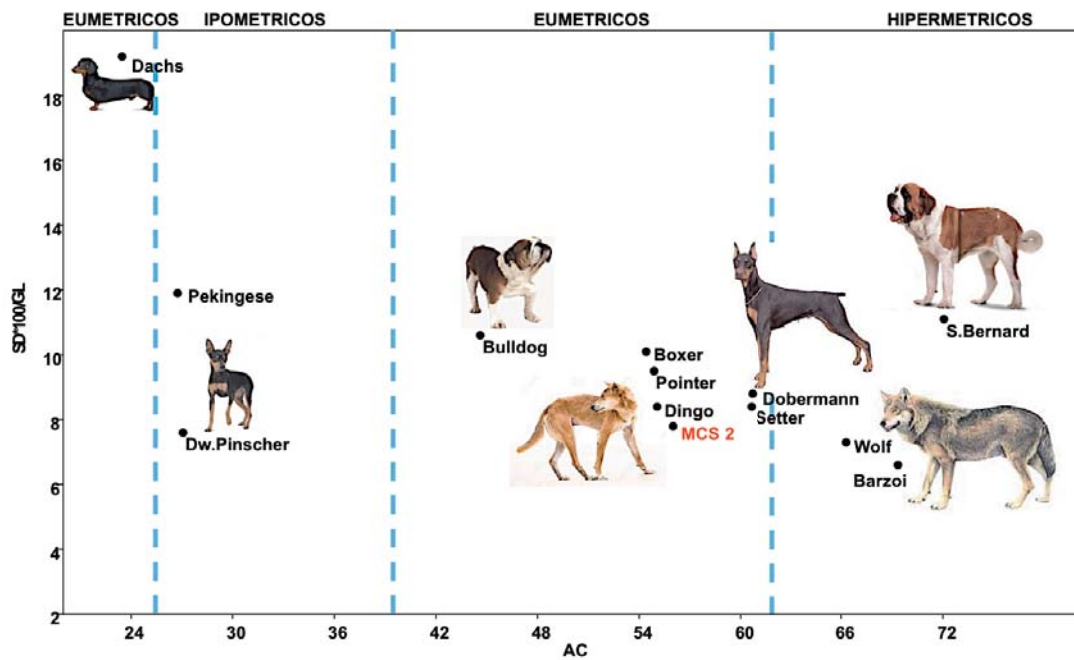 EUMETRICOS IPOMETRICOS EUMETRICOS HIPERMETRICOS
Dachs
18
16
14
12
10
8
6
4
2
SD*100/GL
Pekingese
Dw.Pinscher
Bulldog
Boxer
Pointer
Dingo
MCS 2
Dobermann
Setter
S.Bernard
Wolf
Barzoi
24 30 36 42 48 54 60 66 72
AC